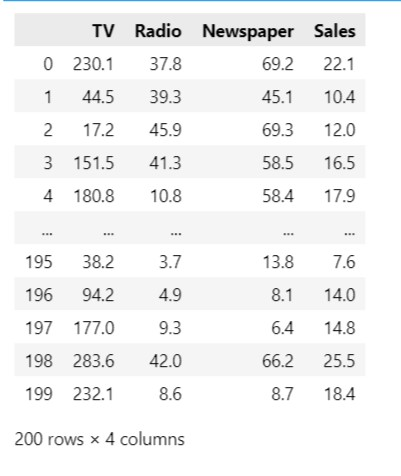 TV Radio Newspaper Sales
0 230.1 37.8 69.2 22.1
1 44.5 39.3 45.1 10.4
2 17.2 45.9 69.3 12.0
3 151.5 41.3 58.5 16.5
4 180.8 10.8 58.4 17.9
... ... ... ... ...
195 38.2 3.7 13.8 7.6
196 94.2 4.9 8.1 14.0
197 177.0 9.3 6.4 14.8
198 283.6 42.0 66.2 25.5
199 232.1 8.6 8.7 18.4
200 rows × 4 columns